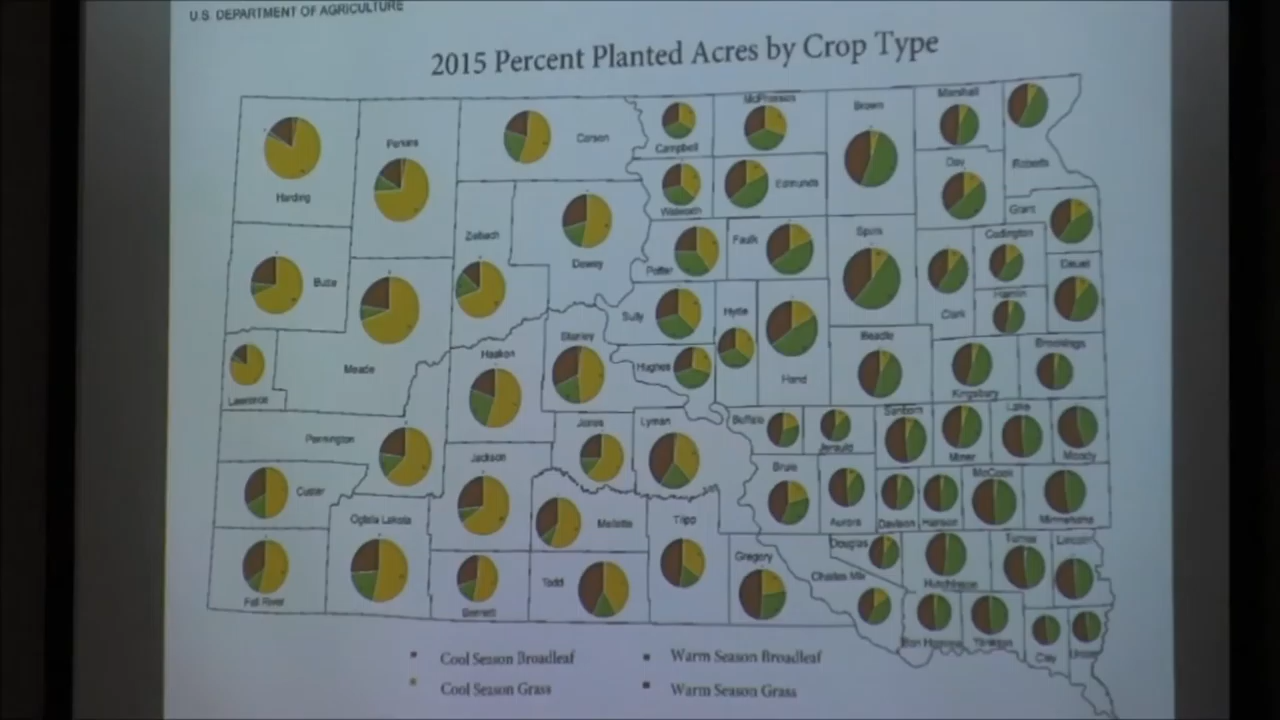 U.S. DEPARTMENT OF AGRICULTURE
2015 Percent Planted Acres by Crop Type
Harding
Perkins
Corson
Campbell
McPherson
Brown
Marshall
Roberts
Day
Edmunds
Walworth
Grant
Butte
Ziebach
Dewey
Potter
Faulk
Spink
Codington
Deuel
Clark
Hamlin
Sully
Hyde
Stanley
Hughes
Hand
Beadle
Kingsbury
Brookings
Meade
Haakon
Lawrence
Pennington
Jackson
Jones
Lyman
Buffalo
Jerauld
Sanborn
Miner
Lake
Moody
Custer
Brule
Aurora
Davison
Hanson
McCook
Minnehaha
Oglala Lakota
Mellette
Tripp
Gregory
Douglas
Charles Mix
Hutchinson
Turner
Lincoln
Fall River
Bennett
Todd
Bon Homme
Yankton
Clay
Union
Cool Season Broadleaf
Warm Season Broadleaf
Cool Season Grass
Warm Season Grass